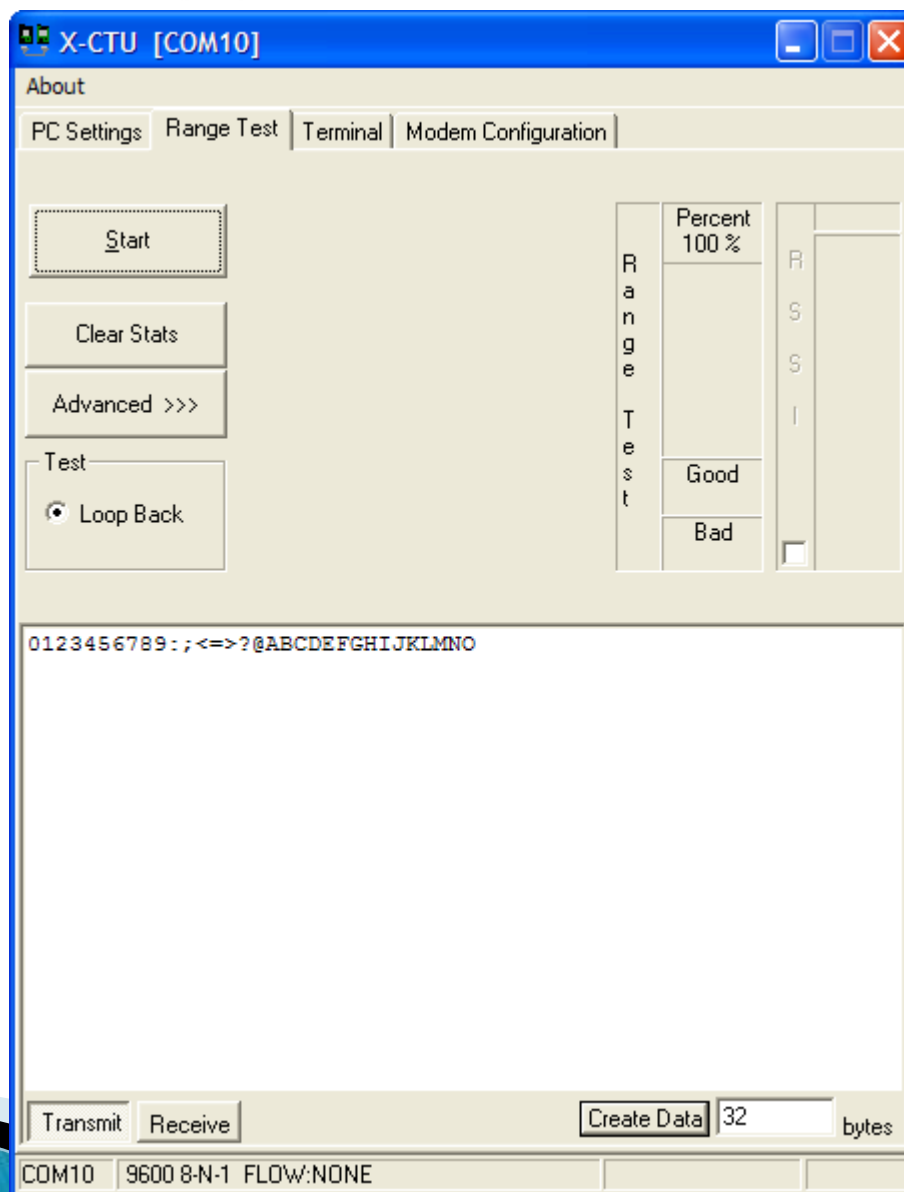 X-CTU [COM10]
About
PC Settings Range Test Terminal Modem Configuration
Start
Clear Stats
Advanced >>>
Test
Loop Back
Range Test
Percent
100 %
Good
Bad
RSSI
0123456789:;<=>?@ABCDEFGHIJKLMNO
Transmit Receive Create Data 32 bytes
COM10 9600 8-N-1 FLOW:NONE